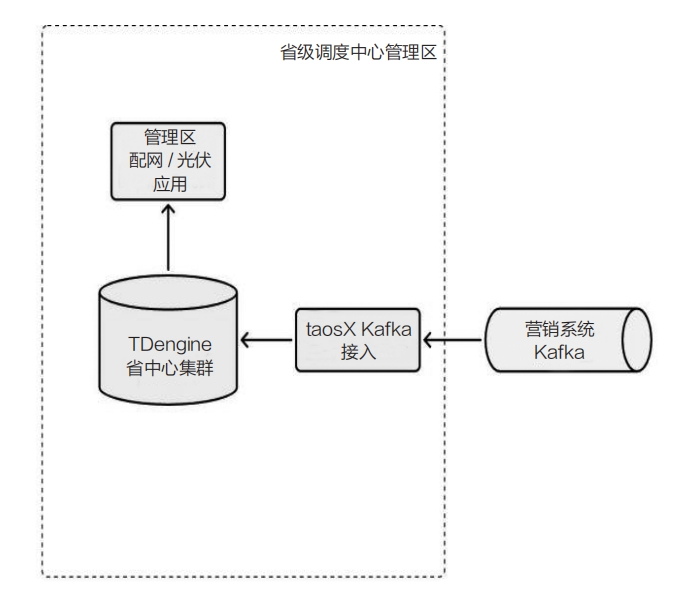 省级调度中心管理区
管理区
配网 / 光伏
应用
TDengine
省中心集群
taosX Kafka
接入
营销系统
Kafka